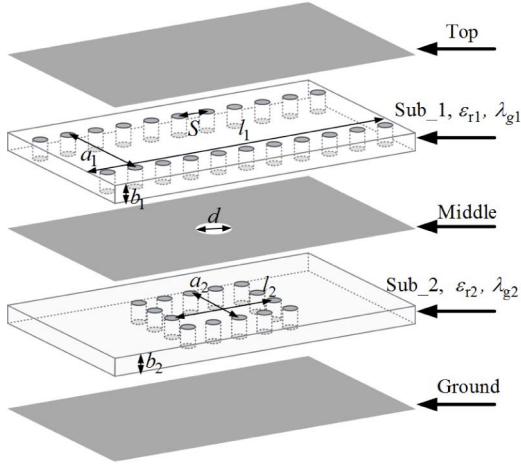 Top
Sub_1, εr1, λg1
S
l1
a1
b1
Middle
d
Sub_2, εr2, λg2
a2
l2
b2
Ground